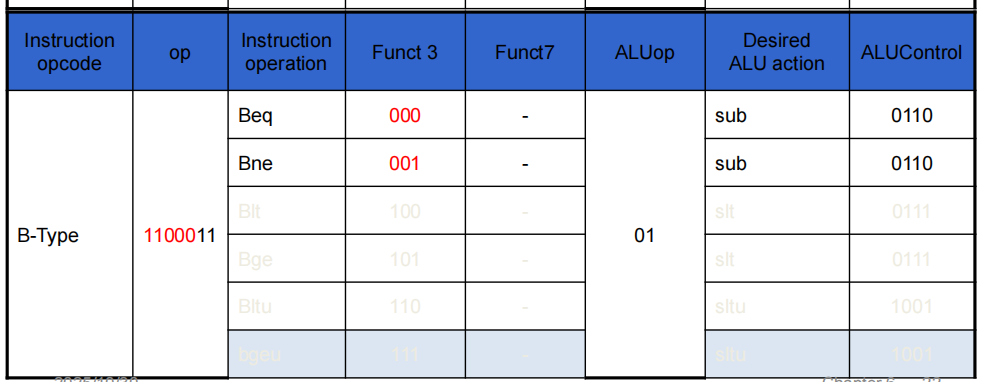 Instruction opcode op Instruction operation Funct 3 Funct7 ALUop Desired ALU action ALUControl
Beq 000 - sub 0110
Bne 001 - sub 0110
Blt 100 - slt 0111
B-Type 1100011 01
Bge 101 - slt 0111
Bltu 110 - sltu 1001
bgeu 111 - sltu 1001